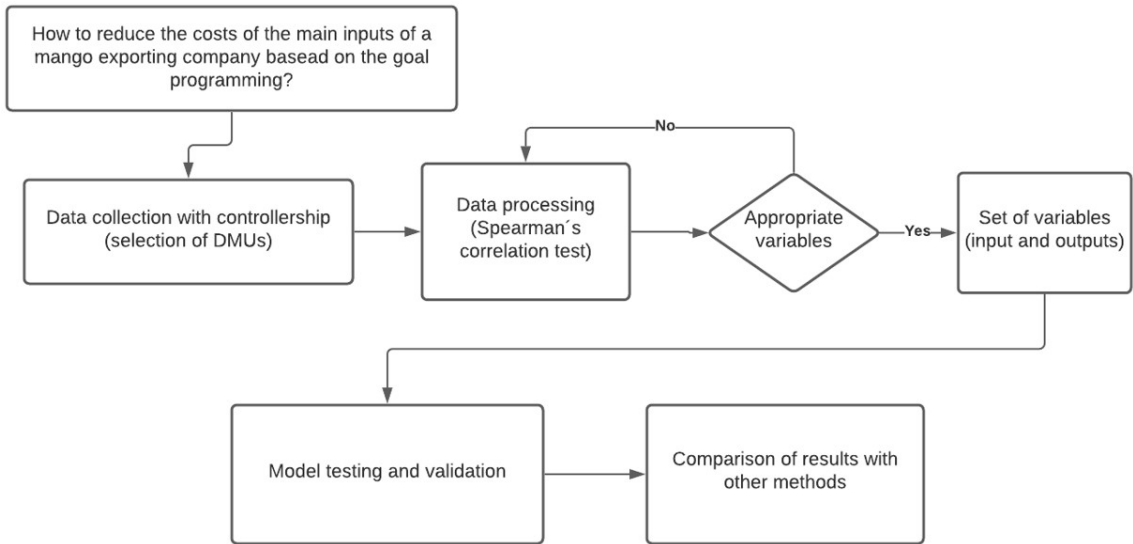 How to reduce the costs of the main inputs of a
mango exporting company basead on the goal
programming?
No
Data collection with controllership
(selection of DMUs)
Data processing
(Spearman´s
correlation test)
Appropriate
variables
Yes
Set of variables
(input and outputs)
Model testing and validation
Comparison of results with
other methods